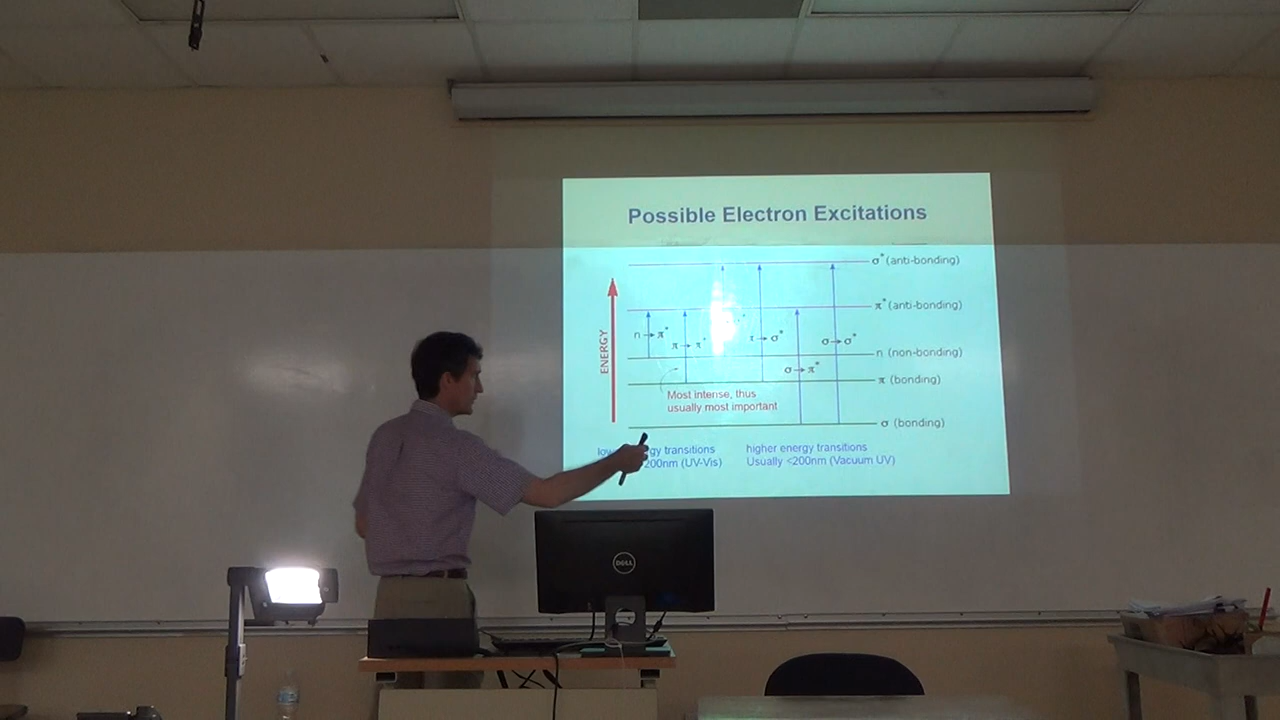 Possible Electron Excitations
σ* (anti-bonding)
π* (anti-bonding)
n → π*
π → π*
→ σ*
σ → σ*
n (non-bonding)
σ → π*
π (bonding)
ENERGY
Most intense, thus
usually most important
σ (bonding)
transitions
200nm (UV-Vis)
higher energy transitions
Usually <200nm (Vacuum UV)
DELL